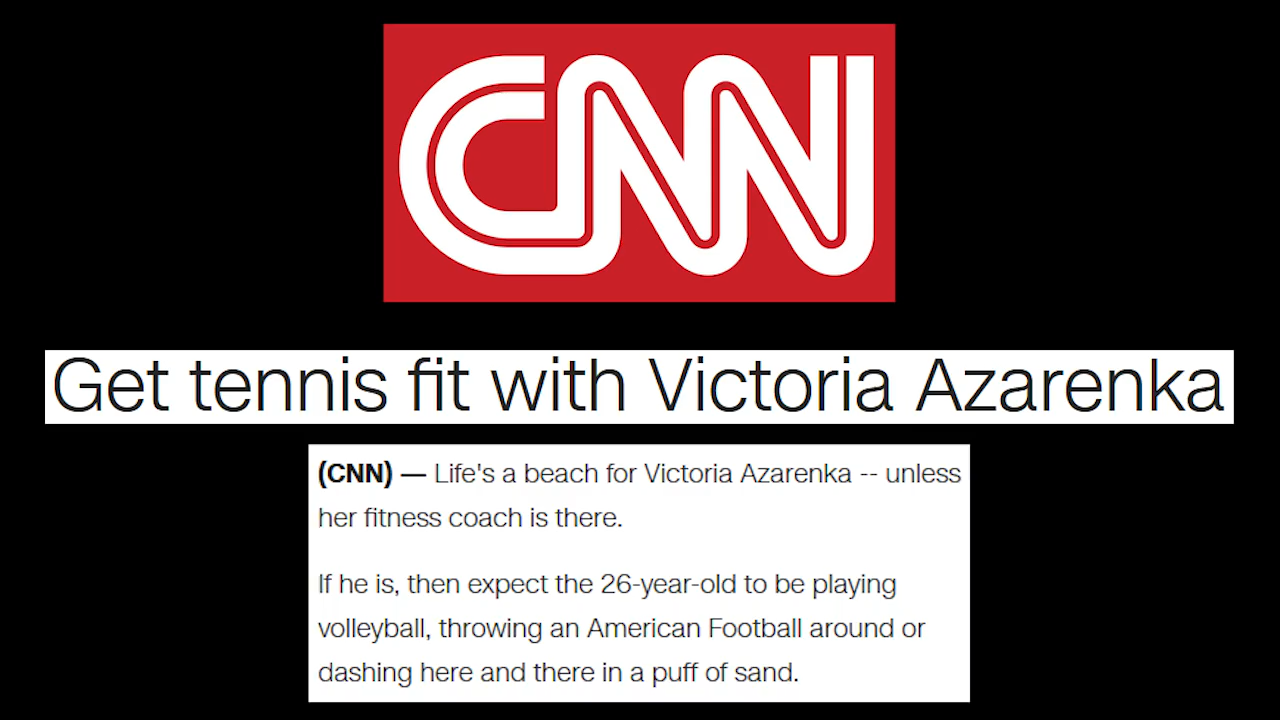 CNN
Get tennis fit with Victoria Azarenka
(CNN) — Life's a beach for Victoria Azarenka -- unless
her fitness coach is there.
If he is, then expect the 26-year-old to be playing
volleyball, throwing an American Football around or
dashing here and there in a puff of sand.